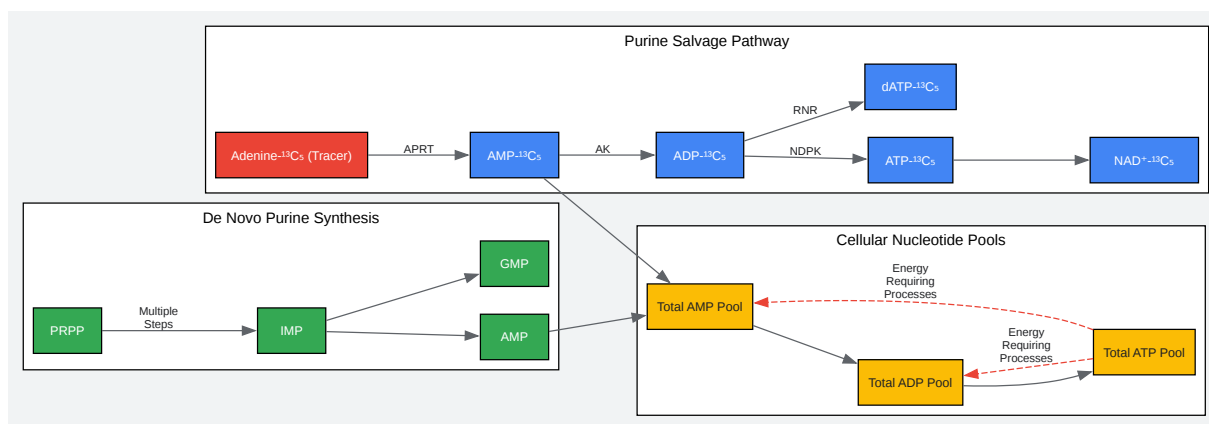 Purine Salvage Pathway
dATP-¹³C₅
RNR
Adenine-¹³C₅ (Tracer)
APRT
AMP-¹³C₅
AK
ADP-¹³C₅
NDPK
ATP-¹³C₅
NAD⁺-¹³C₅
De Novo Purine Synthesis
GMP
PRPP
Multiple
Steps
IMP
AMP
Cellular Nucleotide Pools
Energy
Requiring
Processes
Total AMP Pool
Energy
Requiring
Processes
Total ATP Pool
Total ADP Pool